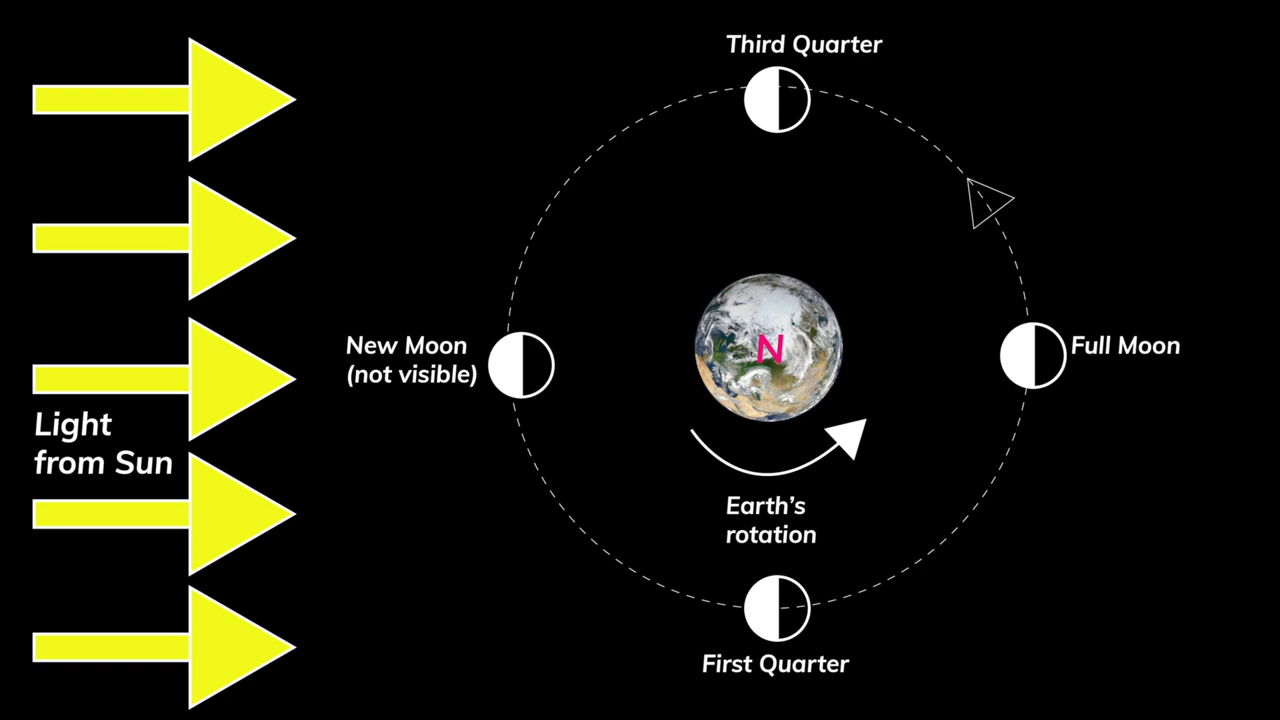 Third Quarter
New Moon
(not visible)
N
Full Moon
Light
from Sun
Earth’s
rotation
First Quarter